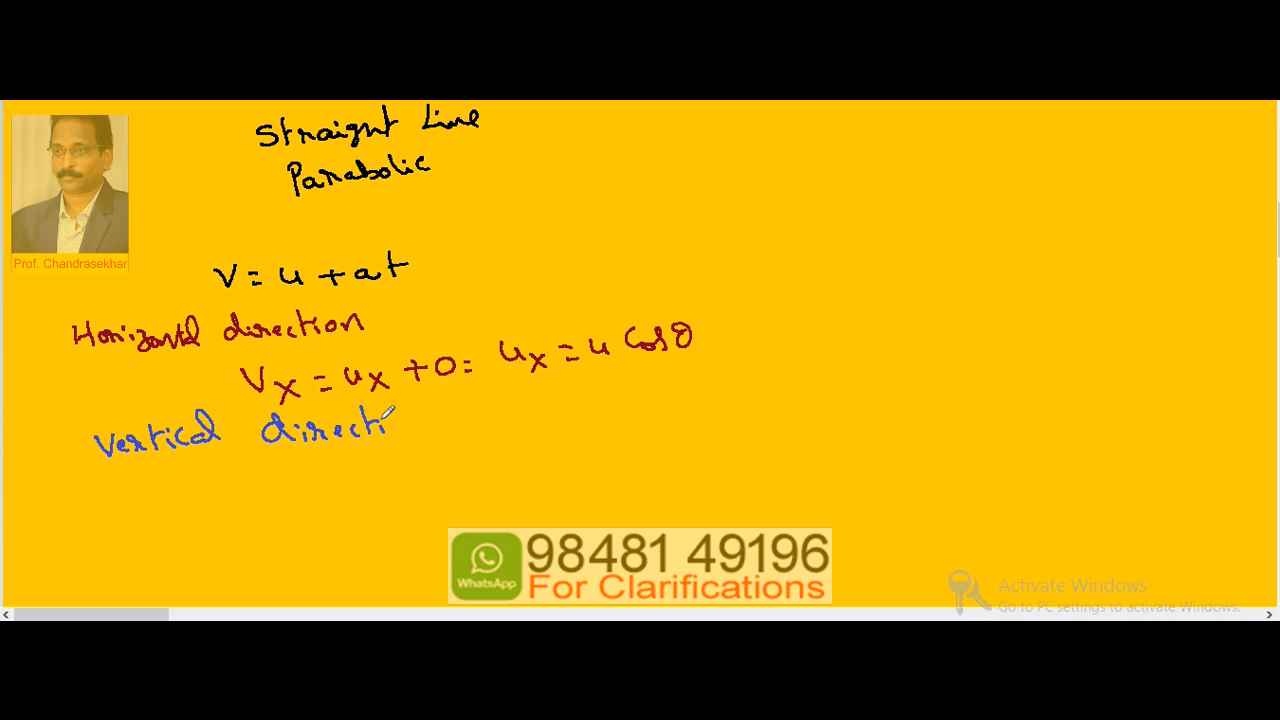 Straight Line
Parabolic
Prof. Chandrasekhar
V = u + at
Horizontal direction
Vx = ux + 0 = ux = u Cosθ
Vertical directi
98481 49196
WhatsApp
For Clarifications
Activate Windows
Go to PC settings to activate Windows.